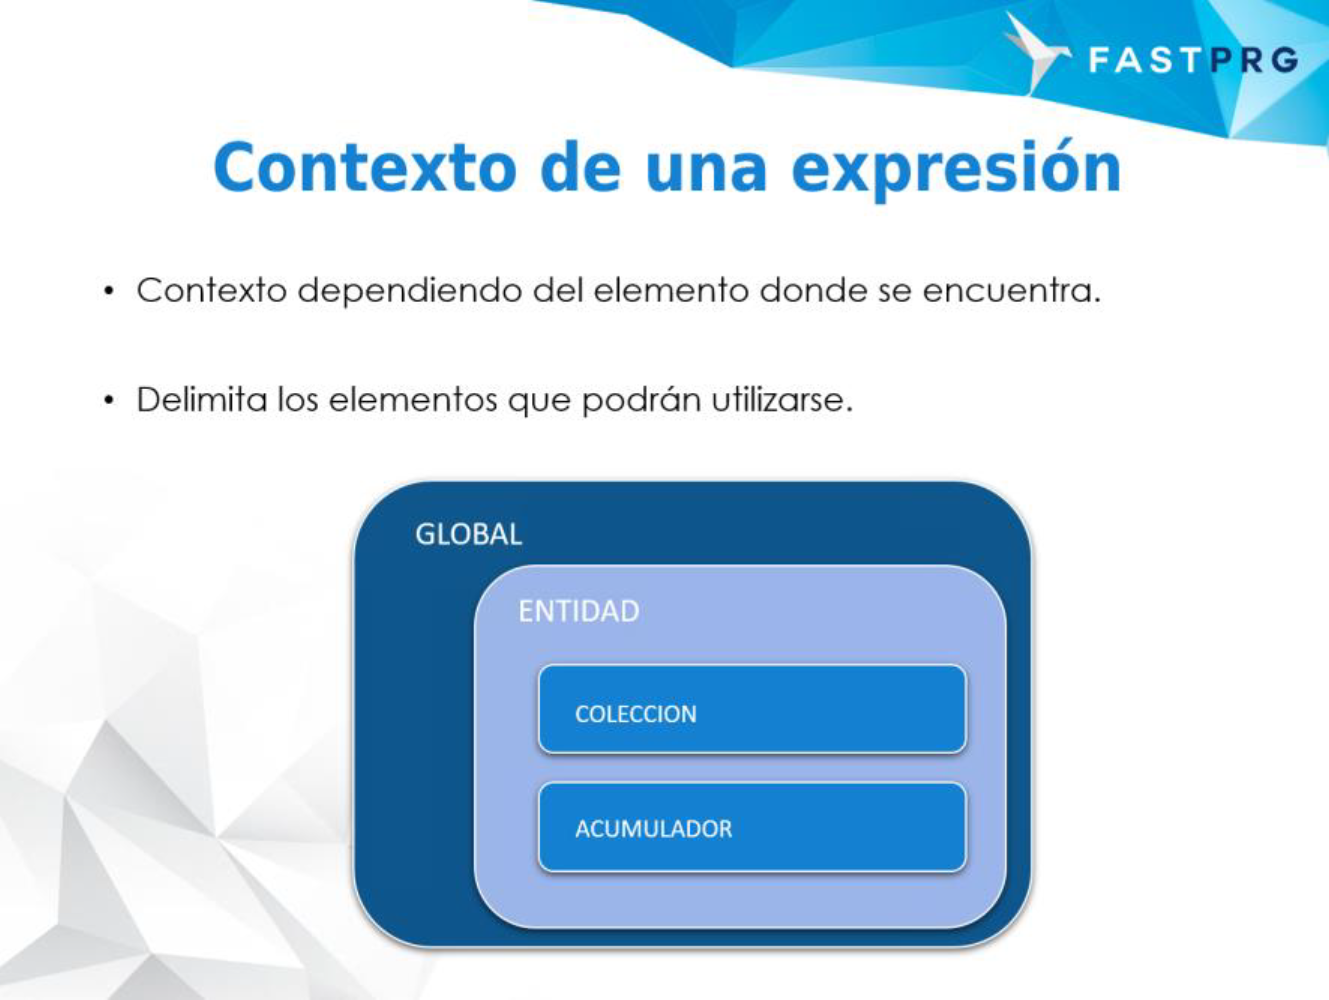 FASTPRG
Contexto de una expresión
• Contexto dependiendo del elemento donde se encuentra.
• Delimita los elementos que podrán utilizarse.
GLOBAL
ENTIDAD
COLECCION
ACUMULADOR